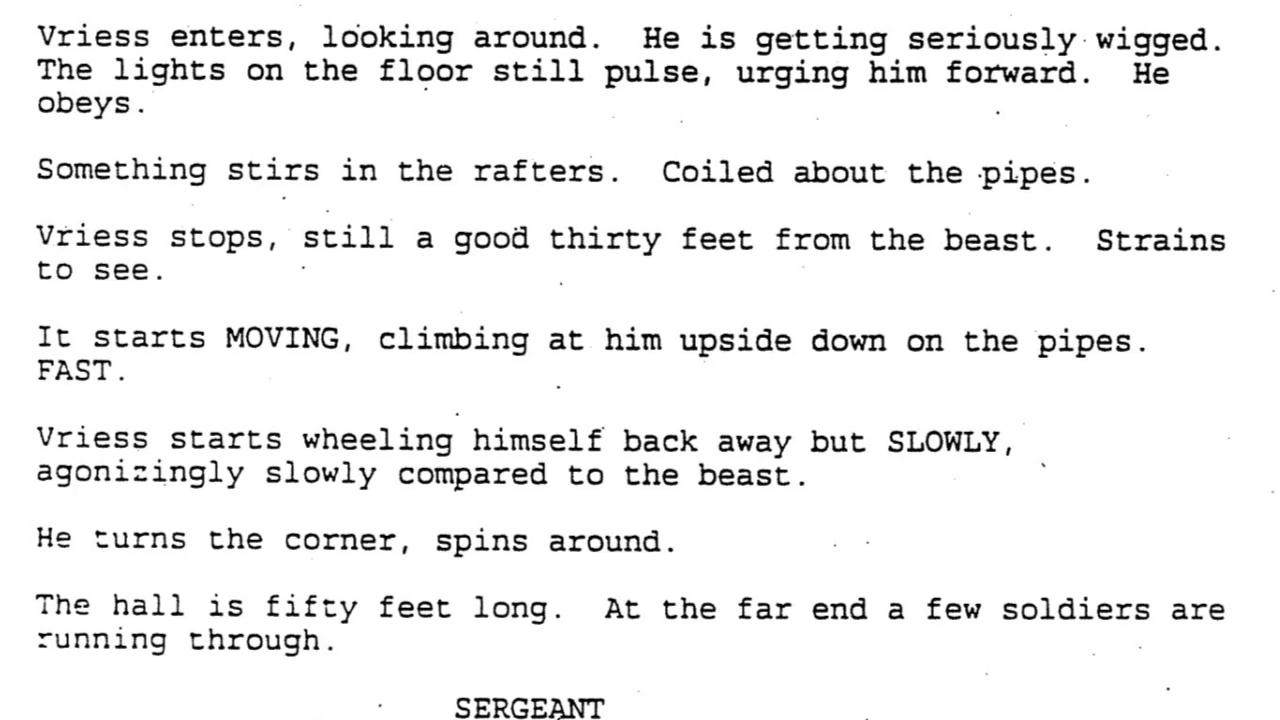 Vriess enters, looking around.  He is getting seriously wigged.
The lights on the floor still pulse, urging him forward.  He
obeys.
Something stirs in the rafters.  Coiled about the pipes.
Vriess stops, still a good thirty feet from the beast.  Strains
to see.
It starts MOVING, climbing at him upside down on the pipes.
FAST.
Vriess starts wheeling himself back away but SLOWLY,
agonizingly slowly compared to the beast.
He turns the corner, spins around.
The hall is fifty feet long.  At the far end a few soldiers are
running through.
SERGEANT